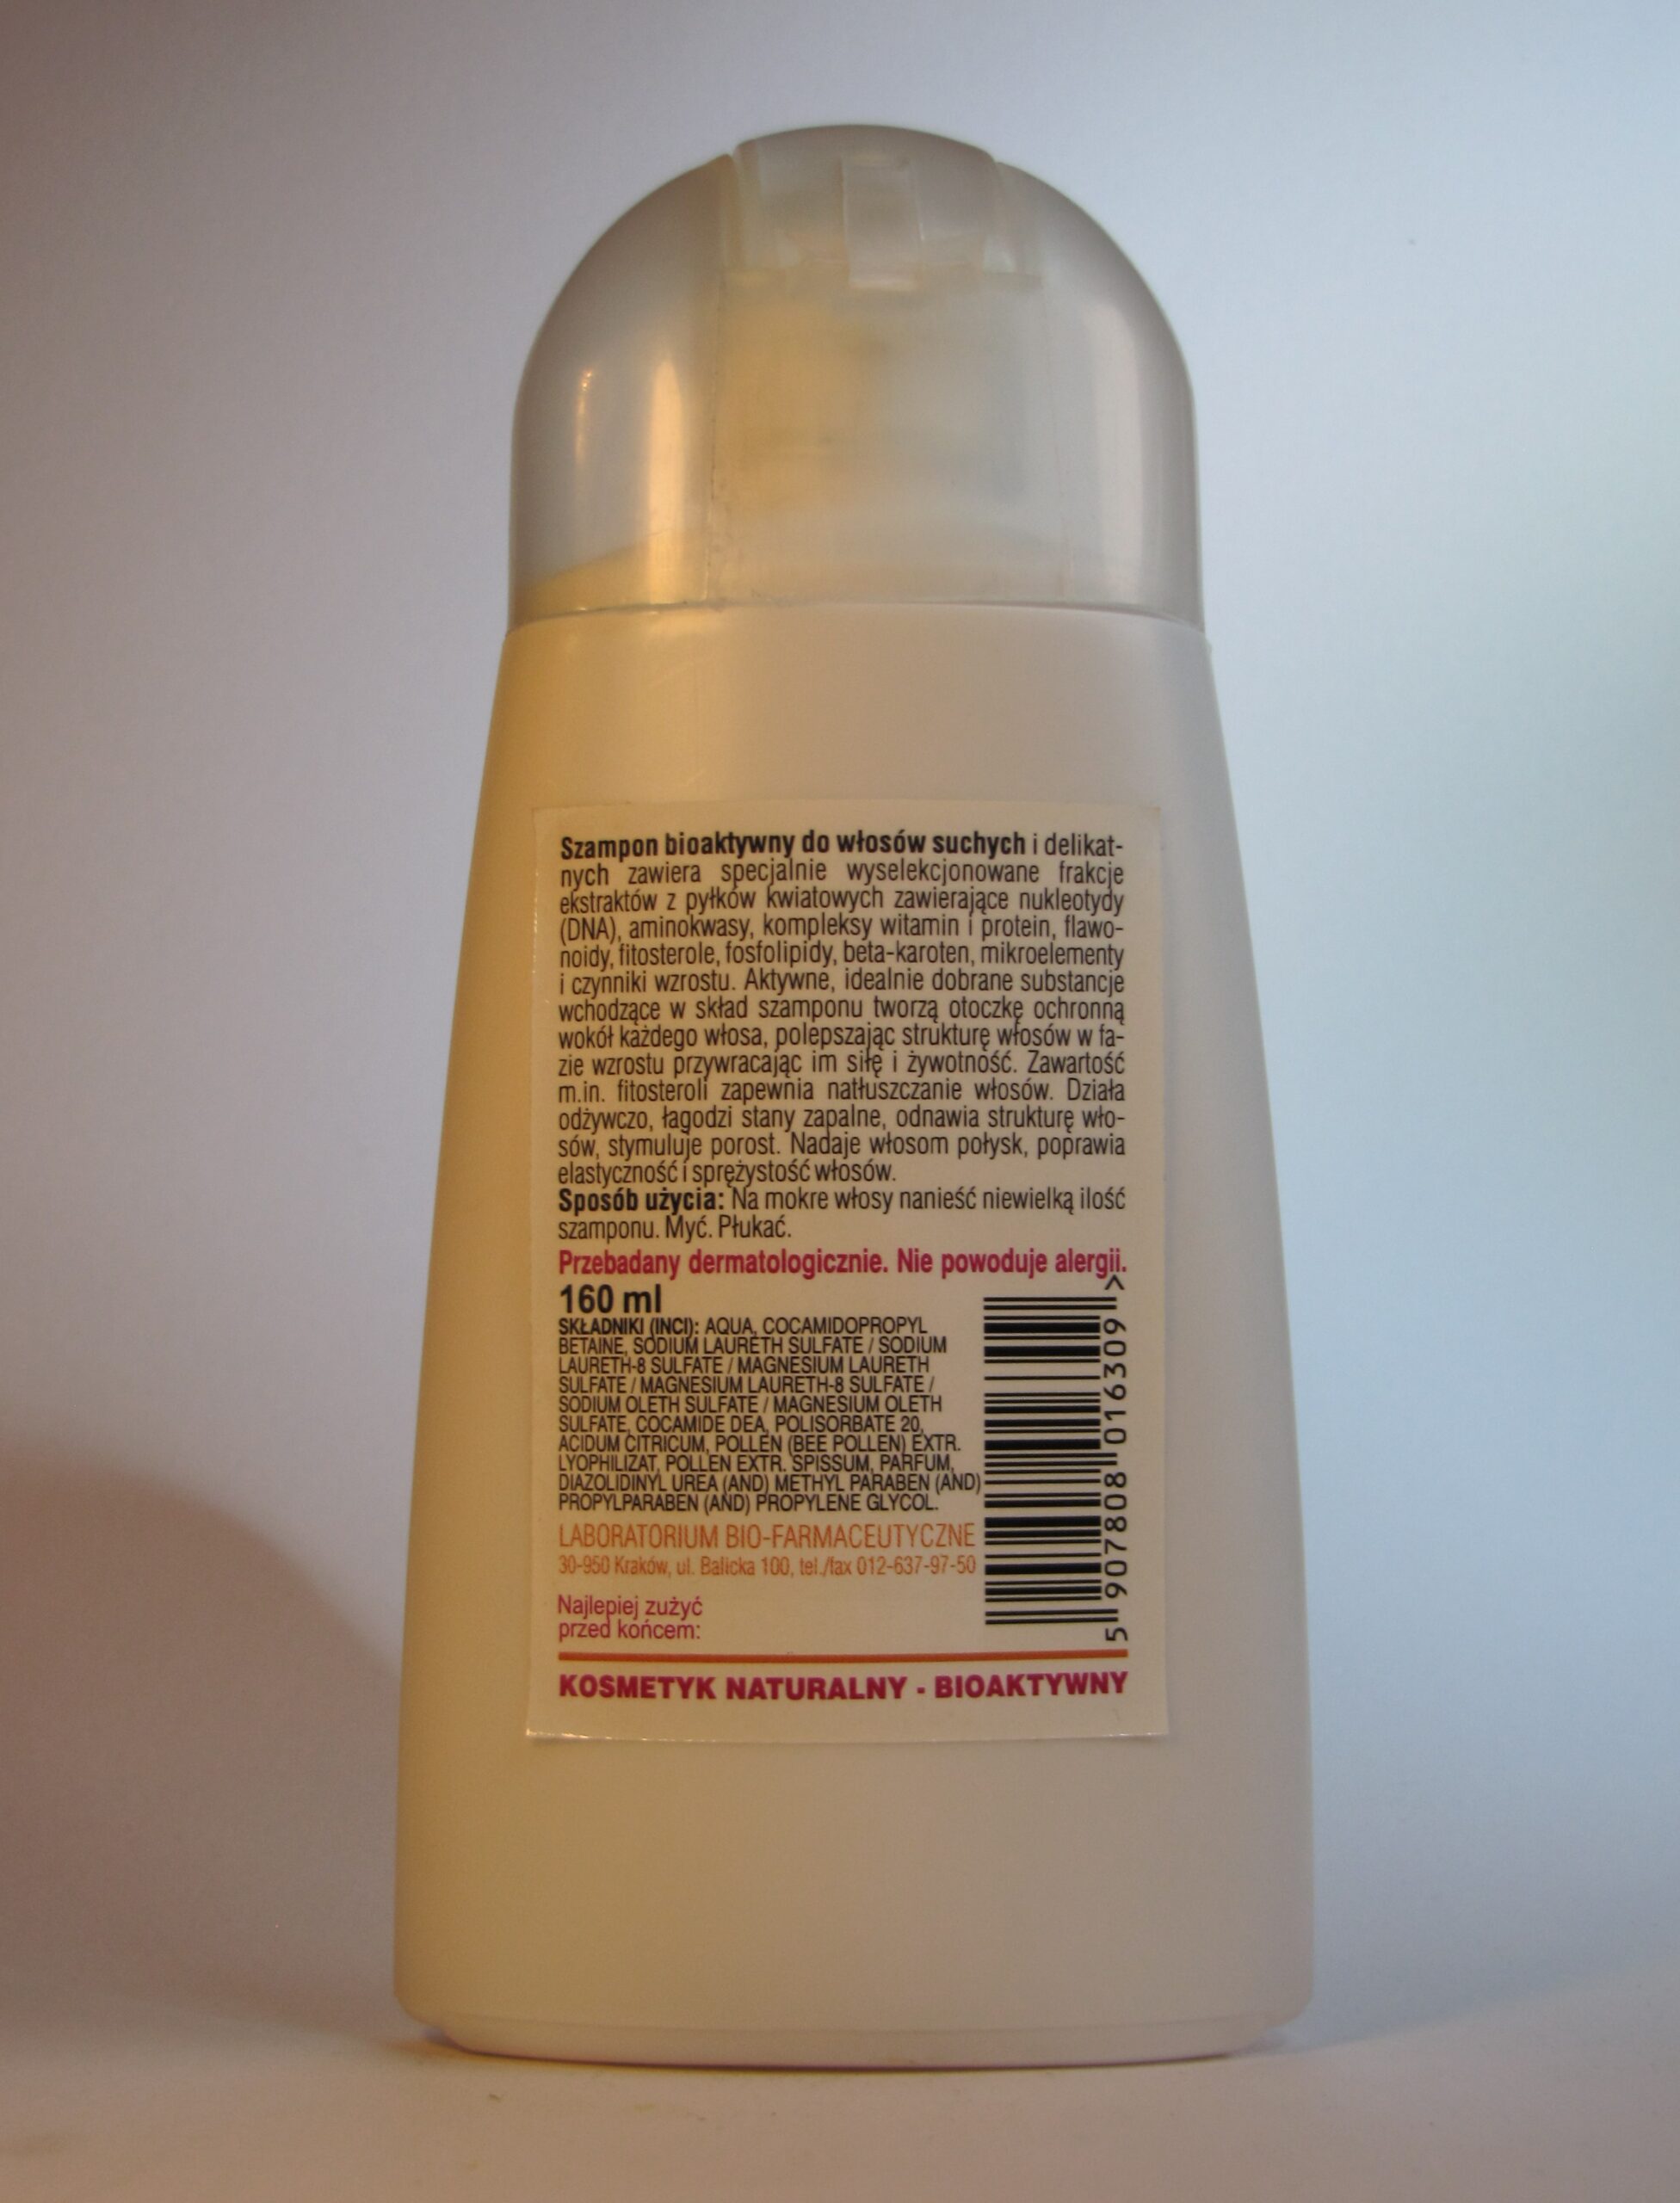 Szampon bioaktywny do włosów suchych i delikat-
nych zawiera specjalnie wyselekcjonowane frakcje
ekstraktów z pyłków kwiatowych zawierające nukleotydy
(DNA), aminokwasy, kompleksy witamin i protein, flawo-
noidy, fitosterole, fosfolipidy, beta-karoten, mikroelementy
i czynniki wzrostu. Aktywne, idealnie dobrane substancje
wchodzące w skład szamponu tworzą otoczkę ochronną
wokół każdego włosa, polepszając strukturę włosów w fa-
zie wzrostu przywracając im siłę i żywotność. Zawartość
m.in. fitosteroli zapewnia natłuszczanie włosów. Działa
odżywczo, łagodzi stany zapalne, odnawia strukturę wło-
sów, stymuluje porost. Nadaje włosom połysk, poprawia
elastyczność i sprężystość włosów.
Sposób użycia: Na mokre włosy nanieść niewielką ilość
szamponu. Myć. Płukać.
Przebadany dermatologicznie. Nie powoduje alergii.
160 ml
SKŁADNIKI (INCI): AQUA, COCAMIDOPROPYL
BETAINE, SODIUM LAURETH SULFATE / SODIUM
LAURETH-8 SULFATE / MAGNESIUM LAURETH
SULFATE / MAGNESIUM LAURETH-8 SULFATE /
SODIUM OLETH SULFATE / MAGNESIUM OLETH
SULFATE, COCAMIDE DEA, POLISORBATE 20,
ACIDUM CITRICUM, POLLEN (BEE POLLEN) EXTR.
LYOPHILIZAT, POLLEN EXTR. SPISSUM, PARFUM,
DIAZOLIDINYL UREA (AND) METHYL PARABEN (AND)
PROPYLPARABEN (AND) PROPYLENE GLYCOL.
LABORATORIUM BIO-FARMACEUTYCZNE
30-950 Kraków, ul. Balicka 100, tel./fax 012-637-97-50
Najlepiej zużyć
przed końcem:
5 907808 016309 >
KOSMETYK NATURALNY - BIOAKTYWNY